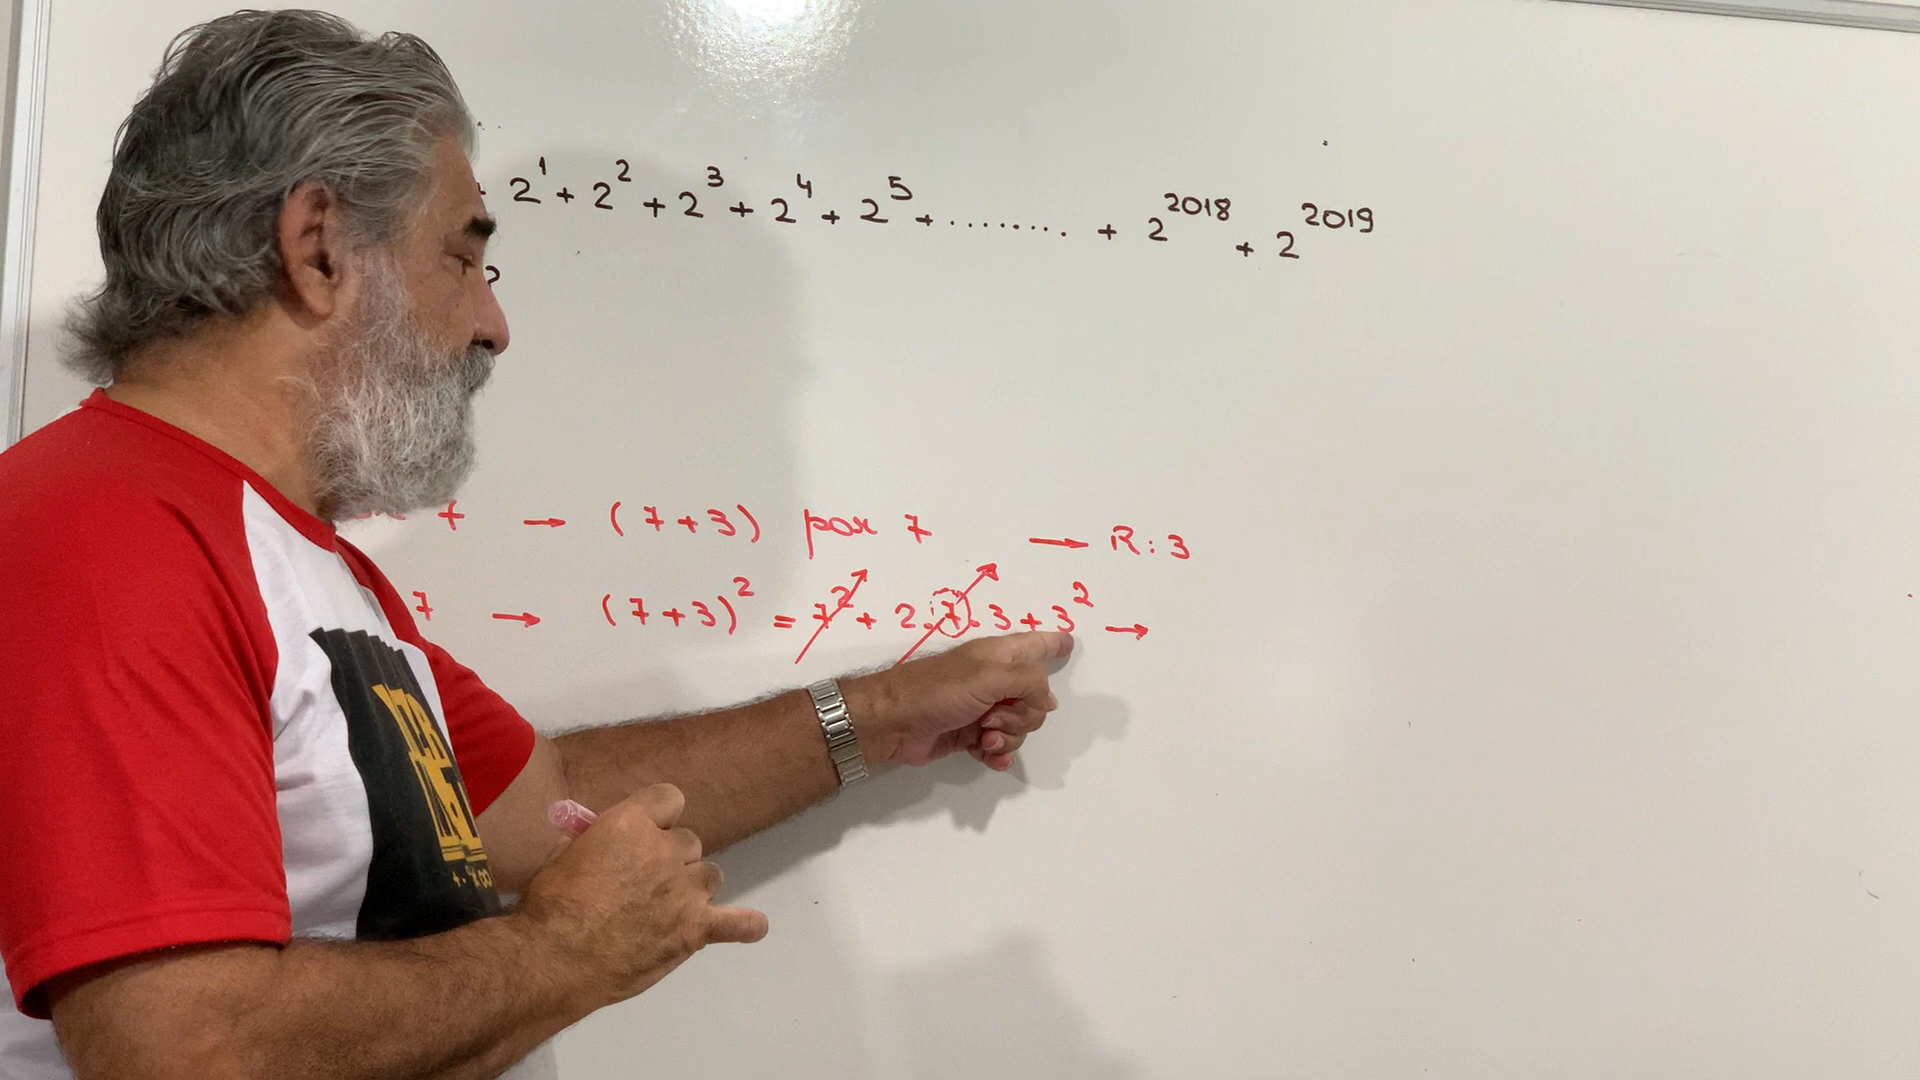 2¹ + 2² + 2³ + 2⁴ + 2⁵ + ........ + 2²⁰¹⁸ + 2²⁰¹⁹
?
7 → (7+3) por 7 → R: 3
7 → (7+3)² = 7² + 2.7.3 + 3² →